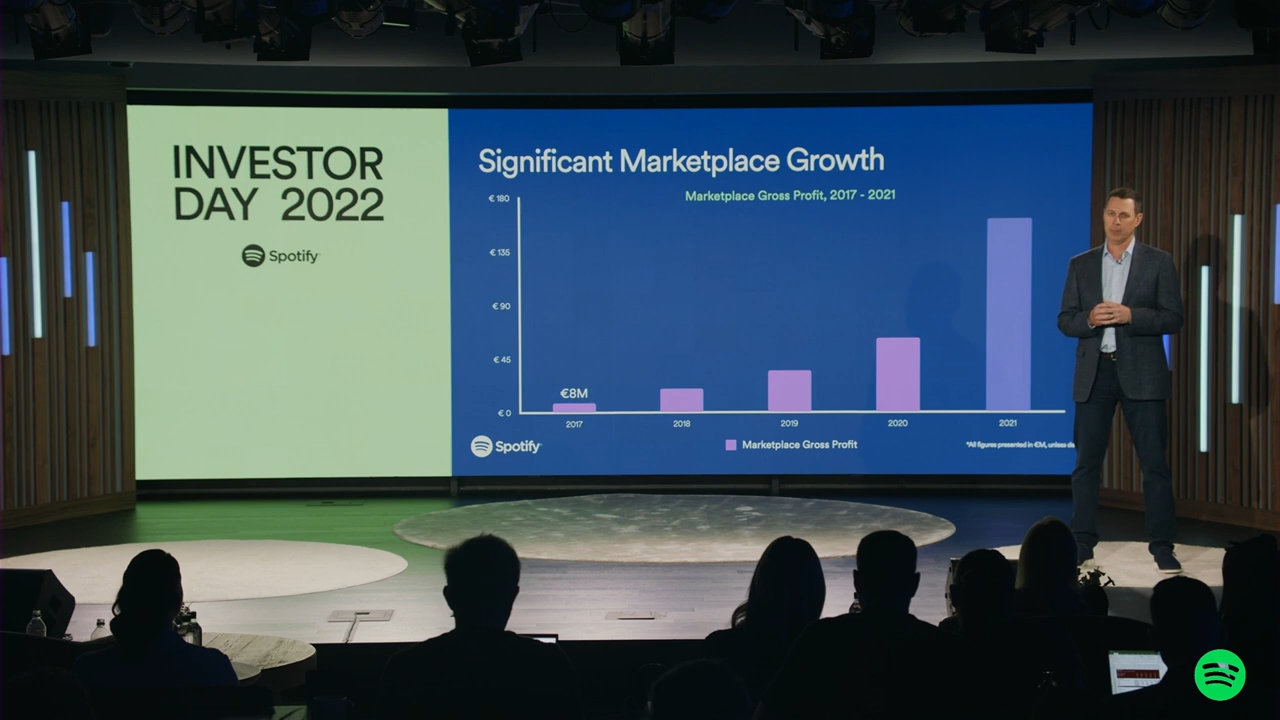 INVESTOR
DAY 2022
Spotify
Significant Marketplace Growth
Marketplace Gross Profit, 2017 - 2021
€ 180
€ 135
€ 90
€ 45
€ 0
€8M
2017
2018
2019
2020
2021
Spotify
Marketplace Gross Profit
*All figures presented in €M, unless